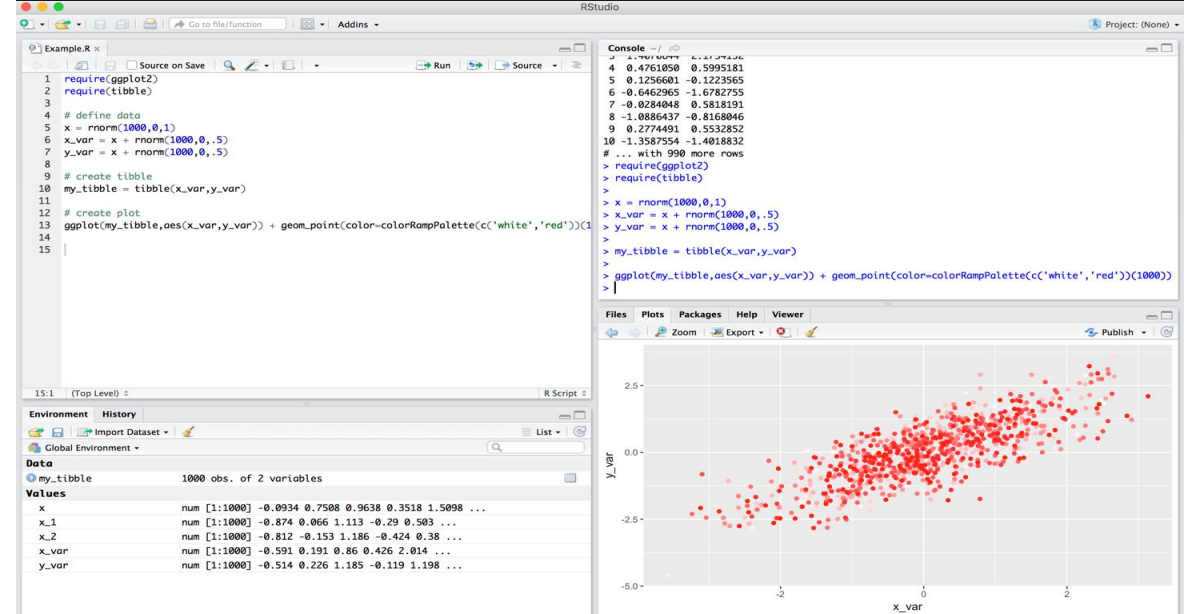 RStudio
Go to file/function
Addins
Project: (None)
Example.R
Source on Save
Run
Source
1 require(ggplot2)
2 require(tibble)
3
4 # define data
5 x = rnorm(1000,0,1)
6 x_var = x + rnorm(1000,0,.5)
7 y_var = x + rnorm(1000,0,.5)
8
9 # create tibble
10 my_tibble = tibble(x_var,y_var)
11
12 # create plot
13 ggplot(my_tibble,aes(x_var,y_var)) + geom_point(color=colorRampPalette(c('white','red'))(1
14
15
15:1 (Top Level)
R Script
Environment History
Import Dataset
List
Global Environment
Data
my_tibble 1000 obs. of 2 variables
Values
x num [1:1000] -0.0934 0.7508 0.9638 0.3518 1.5098 ...
x_1 num [1:1000] -0.874 0.066 1.113 -0.29 0.503 ...
x_2 num [1:1000] -0.812 -0.153 1.186 -0.424 0.38 ...
x_var num [1:1000] -0.591 0.191 0.86 0.426 2.014 ...
y_var num [1:1000] -0.514 0.226 1.185 -0.119 1.198 ...
Console ~/
4 0.4761050 0.5995181
5 0.1256601 -0.1223565
6 -0.6462965 -1.6782755
7 -0.0284048 0.5818191
8 -1.0886437 -0.8168046
9 0.2774491 0.5532852
10 -1.3587554 -1.4018832
# ... with 990 more rows
> require(ggplot2)
> require(tibble)
>
> x = rnorm(1000,0,1)
> x_var = x + rnorm(1000,0,.5)
> y_var = x + rnorm(1000,0,.5)
>
> my_tibble = tibble(x_var,y_var)
>
> ggplot(my_tibble,aes(x_var,y_var)) + geom_point(color=colorRampPalette(c('white','red'))(1000))
>
Files Plots Packages Help Viewer
Zoom Export
Publish
2.5
0.0
-2.5
-5.0
y_var
-2 0 2
x_var